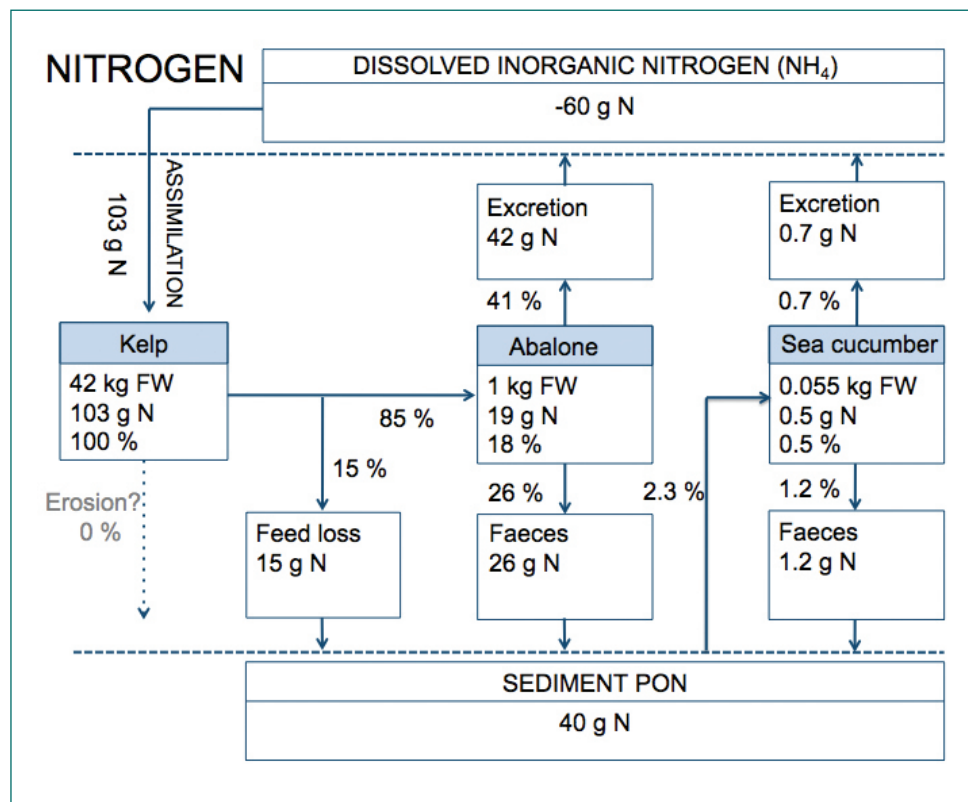 NITROGEN
DISSOLVED INORGANIC NITROGEN (NH₄)
-60 g N
ASSIMILATION
103 g N
Excretion
42 g N
Excretion
0.7 g N
41 %
0.7 %
Kelp
42 kg FW
103 g N
100 %
85 %
Abalone
1 kg FW
19 g N
18 %
Sea cucumber
0.055 kg FW
0.5 g N
0.5 %
Erosion?
0 %
15 %
26 %
2.3 %
1.2 %
Feed loss
15 g N
Faeces
26 g N
Faeces
1.2 g N
SEDIMENT PON
40 g N